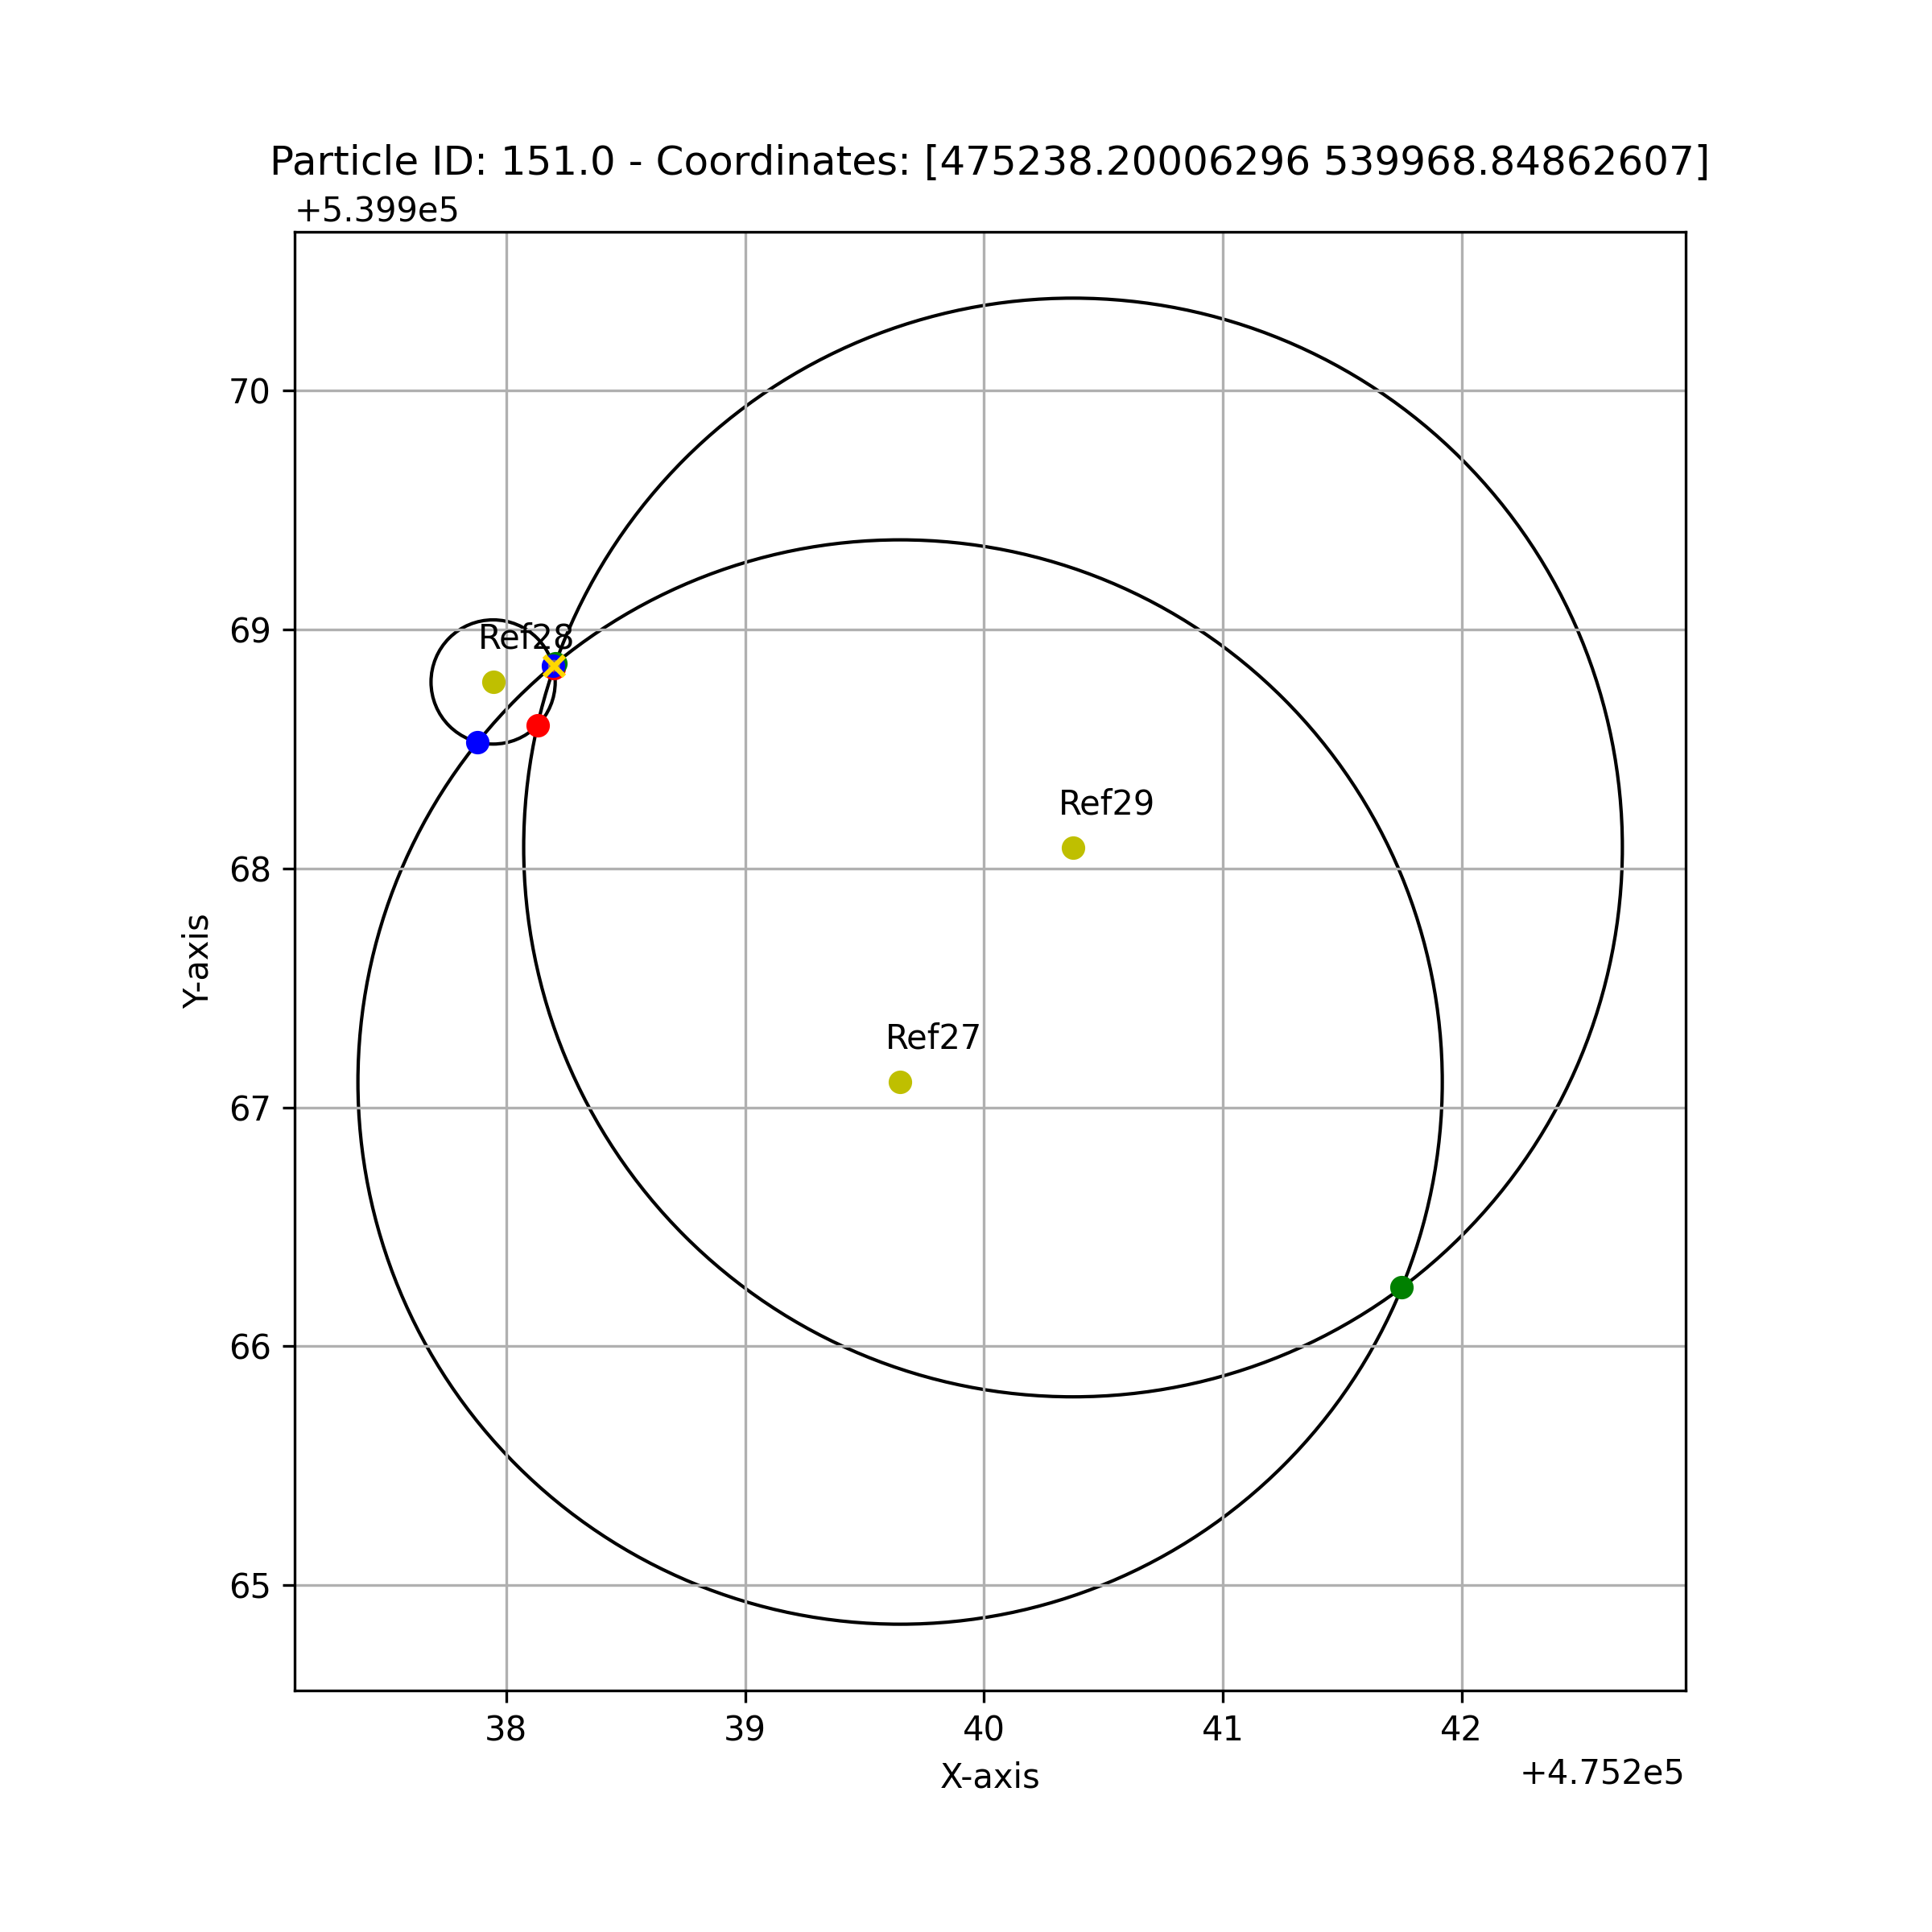 Particle ID: 151.0 - Coordinates: [475238.20006296 539968.84862607]
+5.399e5
70
69
Ref28
Ref29
68
Y-axis
Ref27
67
66
65
38 39 40 41 42
X-axis
+4.752e5